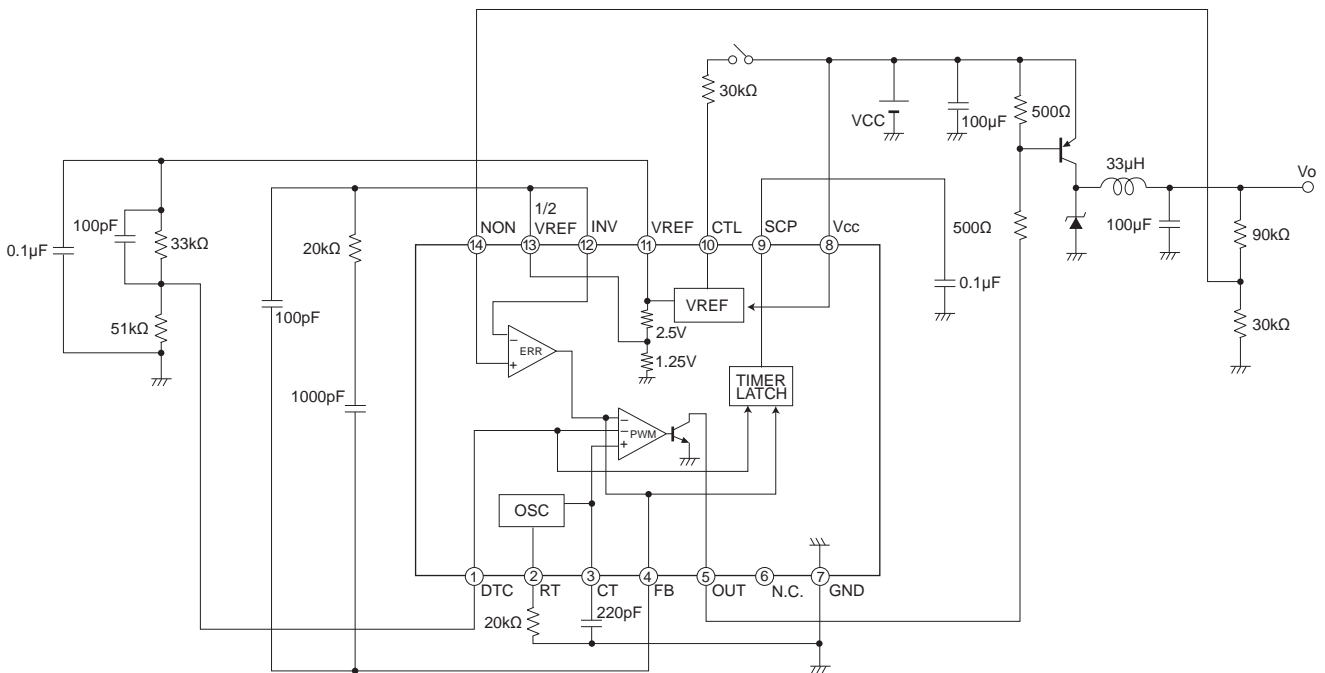 30kΩ
VCC
100µF
500Ω
33µH
Vo
100pF
33kΩ
0.1µF
51kΩ
20kΩ
100pF
1000pF
NON
1/2
VREF
INV
VREF
CTL
SCP
Vcc
14
13
12
11
10
9
8
500Ω
100µF
90kΩ
30kΩ
0.1µF
VREF
2.5V
1.25V
ERR
TIMER
LATCH
PWM
OSC
1
2
3
4
5
6
7
DTC
RT
CT
FB
OUT
N.C.
GND
20kΩ
220pF
−
+
−
−
+